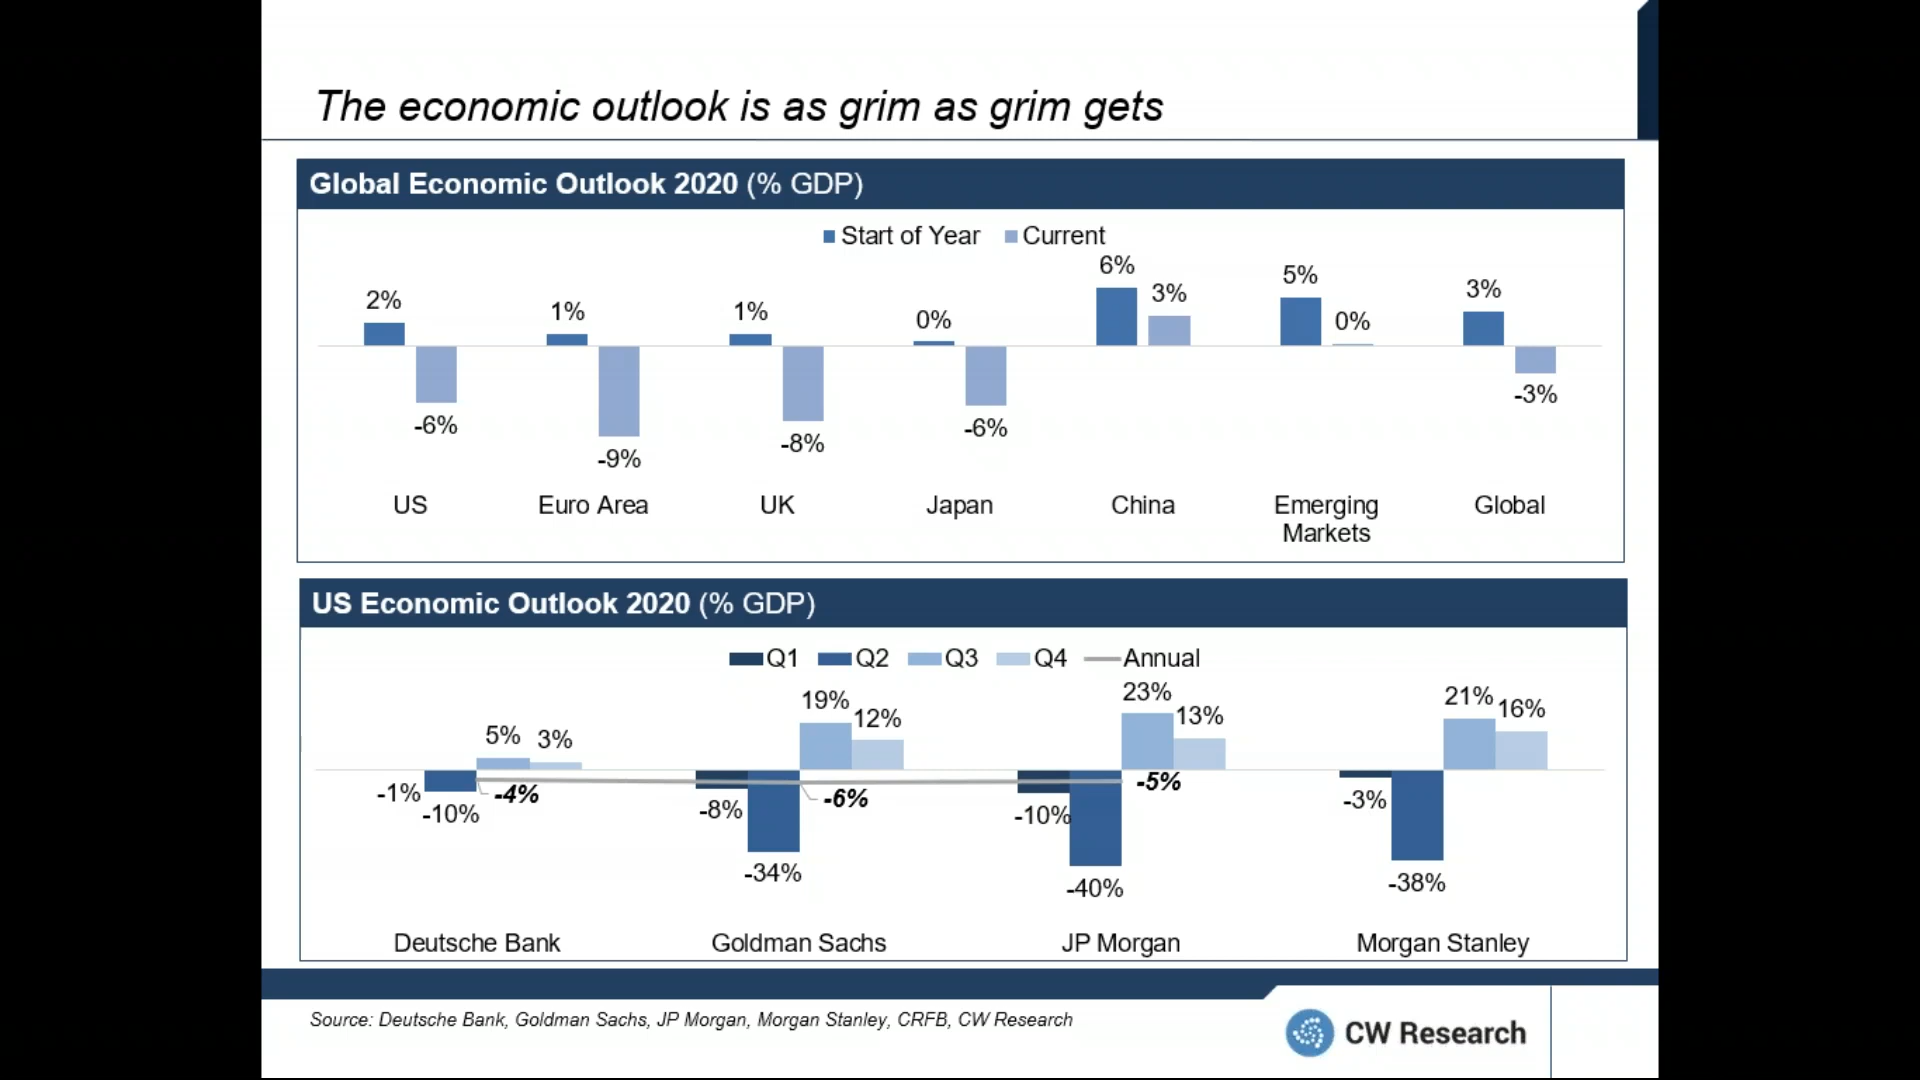 The economic outlook is as grim as grim gets
Global Economic Outlook 2020 (% GDP)
Start of Year Current
2% -6% 1% -9% 1% -8% 0% -6% 6% 3% 5% 0% 3% -3%
US Euro Area UK Japan China Emerging Markets Global
US Economic Outlook 2020 (% GDP)
Q1 Q2 Q3 Q4 Annual
-1% -10% 5% 3% -4%
-8% -34% 19% 12% -6%
-10% -40% 23% 13% -5%
-3% -38% 21% 16%
Deutsche Bank Goldman Sachs JP Morgan Morgan Stanley
Source: Deutsche Bank, Goldman Sachs, JP Morgan, Morgan Stanley, CRFB, CW Research
CW Research